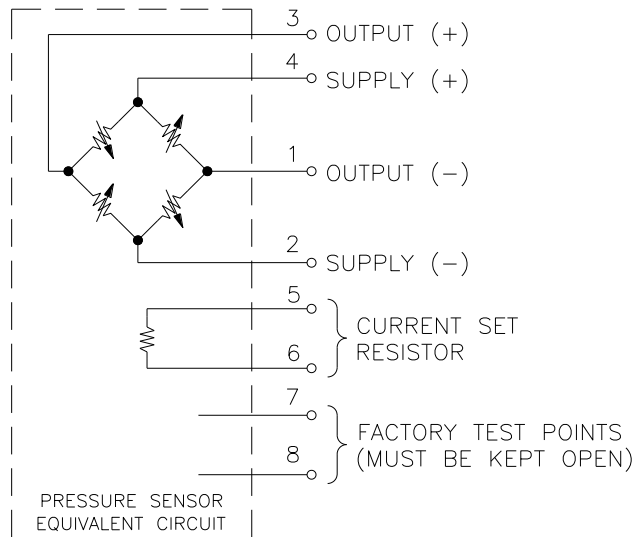 3
OUTPUT (+)
4
SUPPLY (+)
1
OUTPUT (-)
2
SUPPLY (-)
5
CURRENT SET
RESISTOR
6
7
FACTORY TEST POINTS
(MUST BE KEPT OPEN)
8
PRESSURE SENSOR
EQUIVALENT CIRCUIT